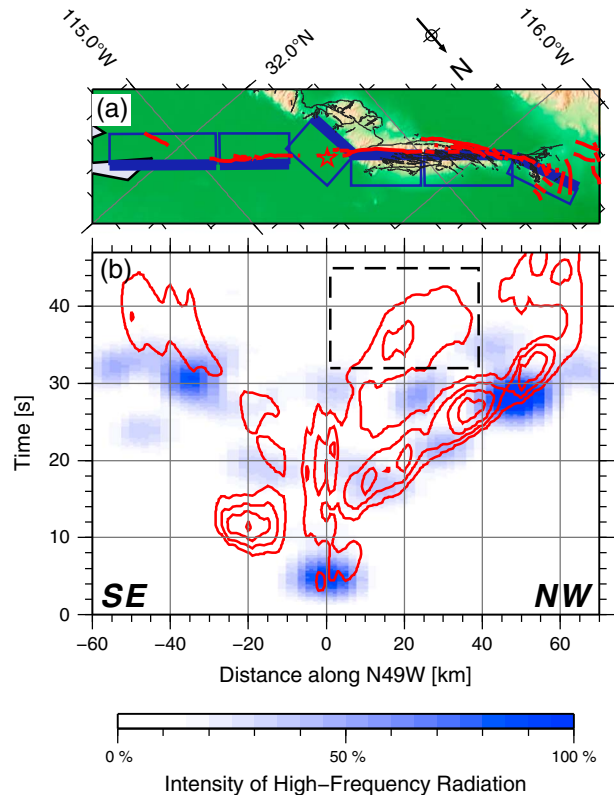 115.0°W
32.0°N
N
116.0°W
(a)
(b)
40
30
20
10
0
Time [s]
SE
NW
−60 −40 −20 0 20 40 60
Distance along N49W [km]
0 % 50 % 100 %
Intensity of High−Frequency Radiation